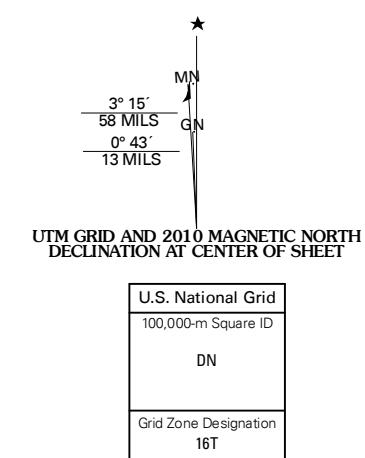 ★
MN
3° 15´
58 MILS
GN
0° 43´
13 MILS
UTM GRID AND 2010 MAGNETIC NORTH
DECLINATION AT CENTER OF SHEET
U.S. National Grid
100,000-m Square ID
DN
Grid Zone Designation
16T